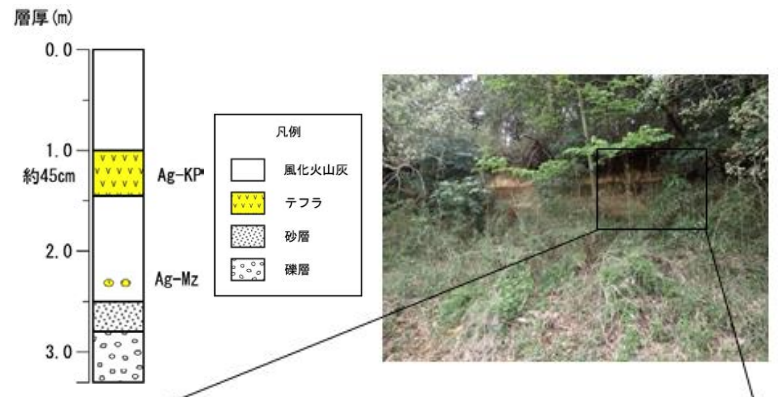 層厚(m)
0.0
1.0
約45cm
Ag-KP
2.0
Ag-Mz
3.0
凡例
風化火山灰
テフラ
砂層
礫層